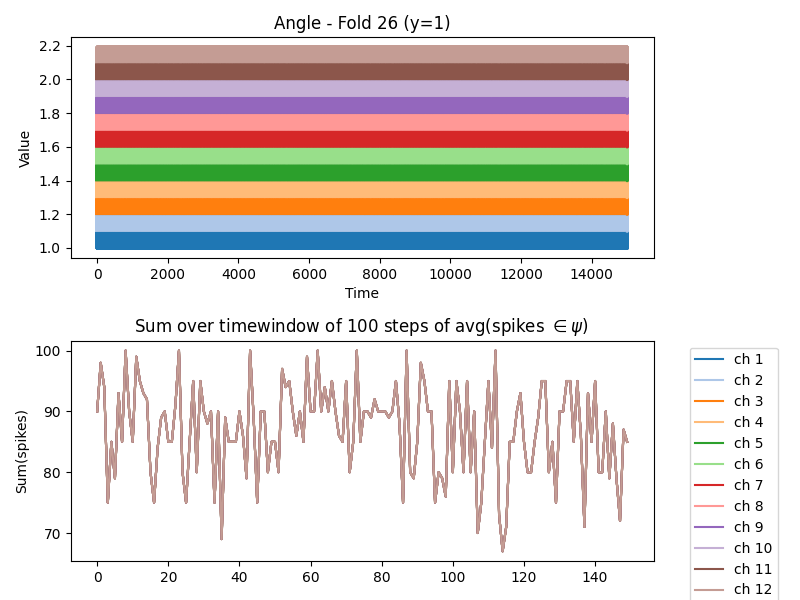 Angle - Fold 26 (y=1)
Value
2.2
2.0
1.8
1.6
1.4
1.2
1.0
0 2000 4000 6000 8000 10000 12000 14000
Time
Sum over timewindow of 100 steps of avg(spikes ∈ ψ)
Sum(spikes)
100
90
80
70
0 20 40 60 80 100 120 140
ch 1
ch 2
ch 3
ch 4
ch 5
ch 6
ch 7
ch 8
ch 9
ch 10
ch 11
ch 12